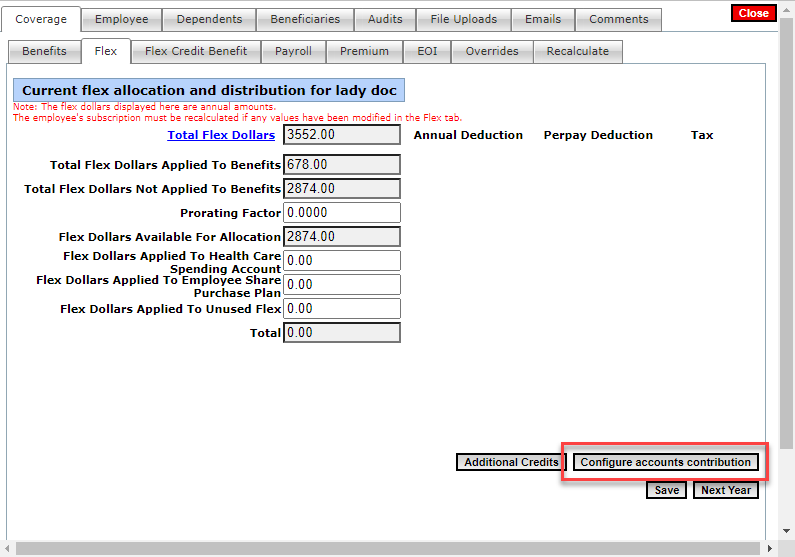 Coverage Employee Dependents Beneficiaries Audits File Uploads Emails Comments Close
Benefits Flex Flex Credit Benefit Payroll Premium EOI Overrides Recalculate
Current flex allocation and distribution for lady doc
Note: The flex dollars displayed here are annual amounts.
The employee's subscription must be recalculated if any values have been modified in the Flex tab.
Total Flex Dollars 3552.00 Annual Deduction Perpay Deduction Tax
Total Flex Dollars Applied To Benefits 678.00
Total Flex Dollars Not Applied To Benefits 2874.00
Prorating Factor 0.0000
Flex Dollars Available For Allocation 2874.00
Flex Dollars Applied To Health Care
Spending Account 0.00
Flex Dollars Applied To Employee Share
Purchase Plan 0.00
Flex Dollars Applied To Unused Flex 0.00
Total 0.00
Additional Credits Configure accounts contribution
Save Next Year